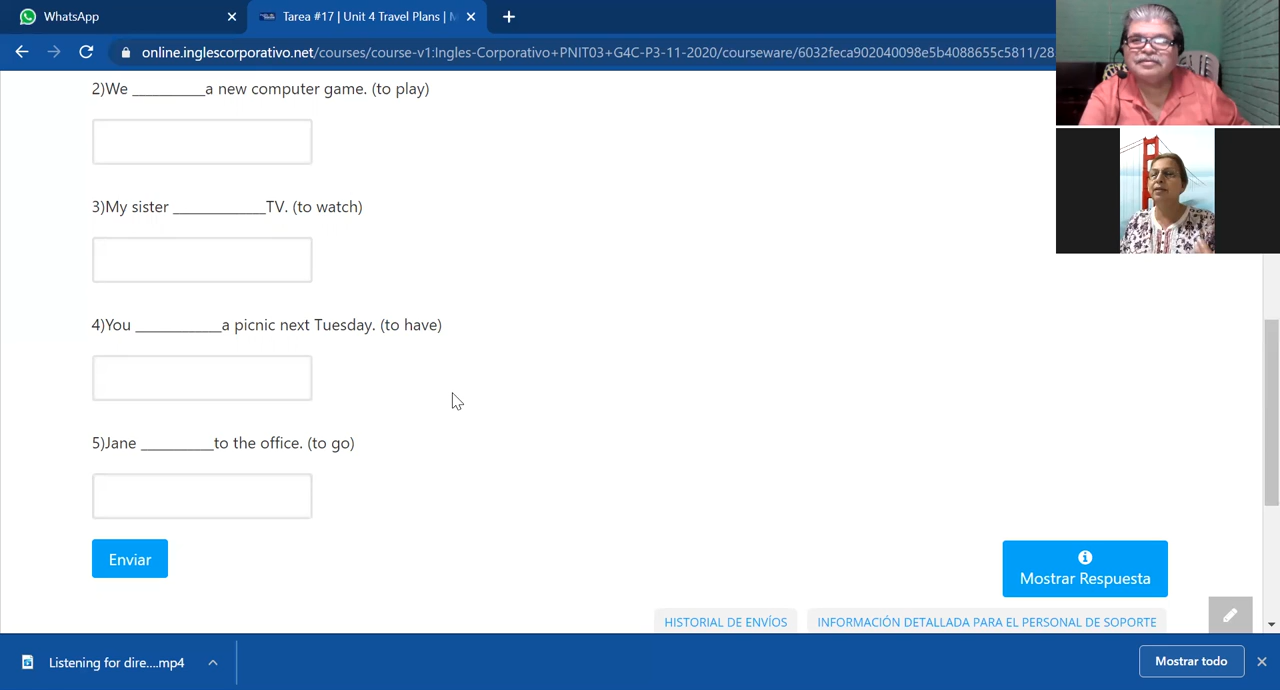 WhatsApp
Tarea #17 | Unit 4 Travel Plans | M
online.inglescorporativo.net/courses/course-v1:Ingles-Corporativo+PNIT03+G4C-P3-11-2020/courseware/6032feca902040098e5b4088655c5811/28
2)We __________a new computer game. (to play)
3)My sister _____________TV. (to watch)
4)You ____________a picnic next Tuesday. (to have)
5)Jane __________to the office. (to go)
Enviar
Mostrar Respuesta
HISTORIAL DE ENVÍOS
INFORMACIÓN DETALLADA PARA EL PERSONAL DE SOPORTE
Listening for dire....mp4
Mostrar todo